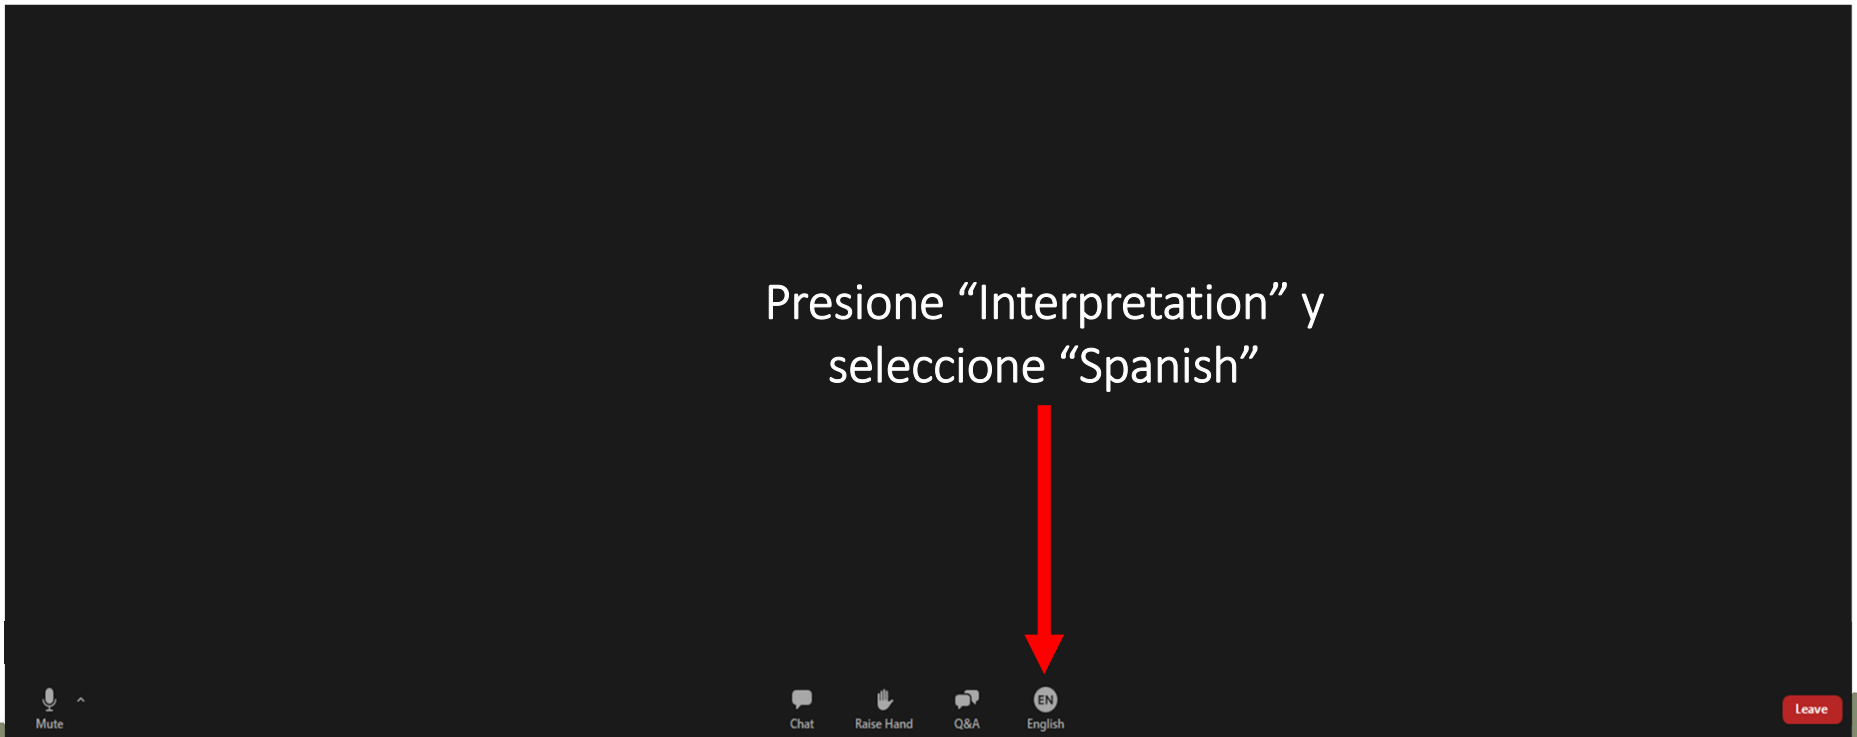 Presione “Interpretation” y
seleccione “Spanish”
Mute
Chat
Raise Hand
Q&A
EN
English
Leave